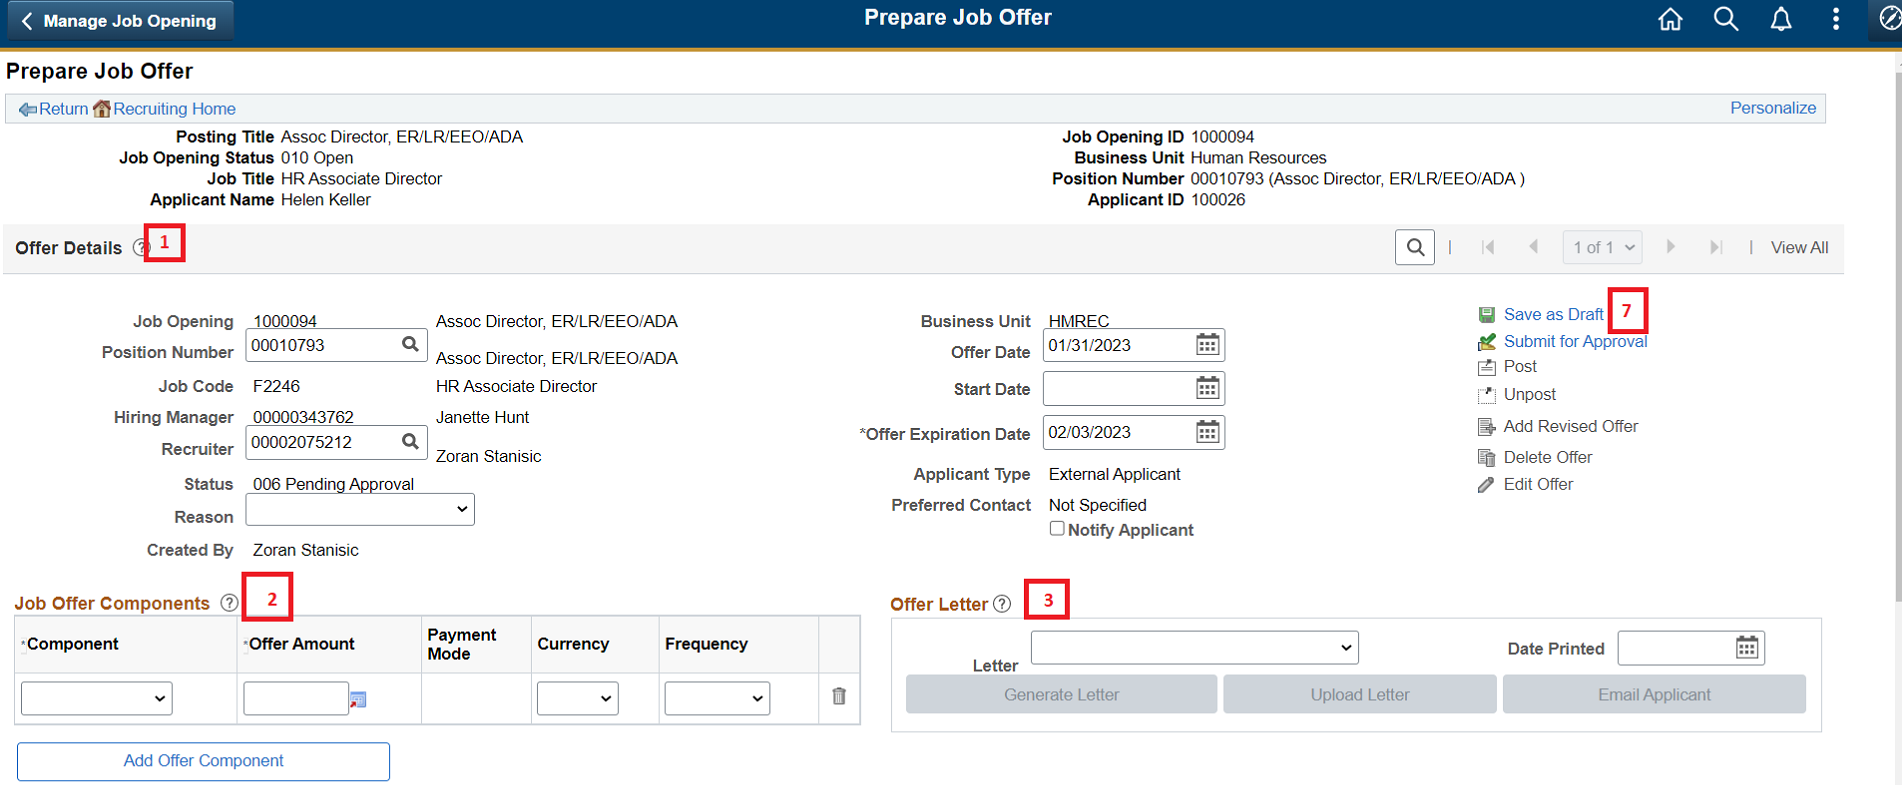 Manage Job Opening
Prepare Job Offer
Prepare Job Offer
Return Recruiting Home
Personalize
Posting Title Assoc Director, ER/LR/EEO/ADA
Job Opening ID 1000094
Job Opening Status 010 Open
Business Unit Human Resources
Job Title HR Associate Director
Position Number 00010793 (Assoc Director, ER/LR/EEO/ADA )
Applicant Name Helen Keller
Applicant ID 100026
Offer Details ? 1
1 of 1
View All
Job Opening 1000094 Assoc Director, ER/LR/EEO/ADA
Position Number 00010793 Assoc Director, ER/LR/EEO/ADA
Job Code F2246 HR Associate Director
Hiring Manager 00000343762 Janette Hunt
Recruiter 00002075212 Zoran Stanisic
Status 006 Pending Approval
Reason
Created By Zoran Stanisic
Business Unit HMREC
Offer Date 01/31/2023
Start Date
*Offer Expiration Date 02/03/2023
Applicant Type External Applicant
Preferred Contact Not Specified
Notify Applicant
Save as Draft 7
Submit for Approval
Post
Unpost
Add Revised Offer
Delete Offer
Edit Offer
Job Offer Components ? 2
*Component *Offer Amount Payment Mode Currency Frequency
Add Offer Component
Offer Letter ? 3
Letter
Date Printed
Generate Letter Upload Letter Email Applicant